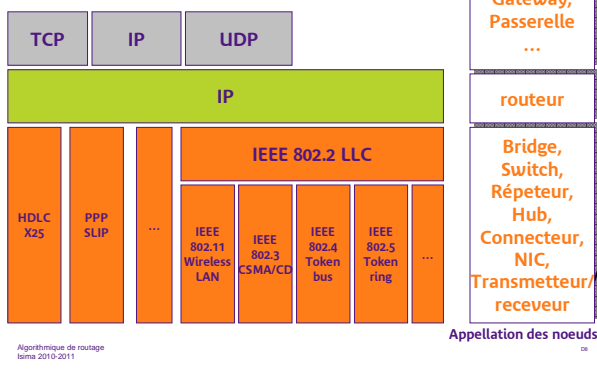 Gateway,
Passerelle
...
TCP
IP
UDP
IP
routeur
IEEE 802.2 LLC
HDLC
X25
PPP
SLIP
...
IEEE
802.11
Wireless
LAN
IEEE
802.3
CSMA/CD
IEEE
802.4
Token
bus
IEEE
802.5
Token
ring
...
Bridge,
Switch,
Répeteur,
Hub,
Connecteur,
NIC,
Transmetteur/
receveur
Appellation des noeuds
Algorithmique de routage
Isima 2010-2011